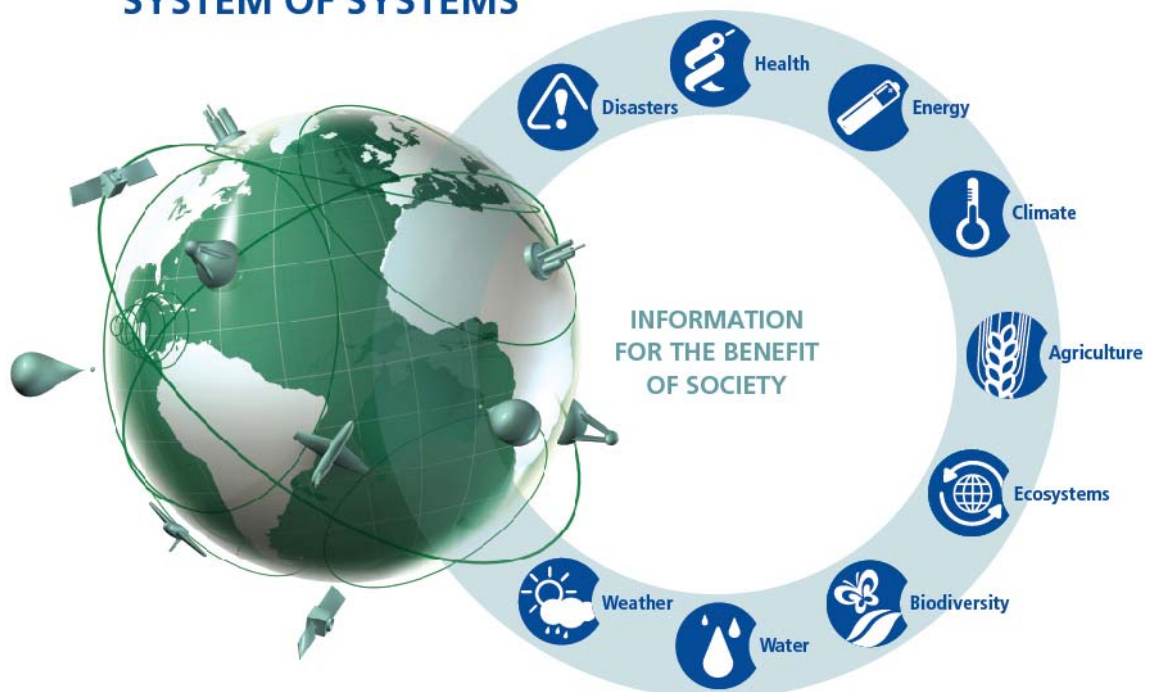 SYSTEM OF SYSTEMS
Health
Disasters
Energy
Climate
INFORMATION
FOR THE BENEFIT
OF SOCIETY
Agriculture
Ecosystems
Weather
Biodiversity
Water